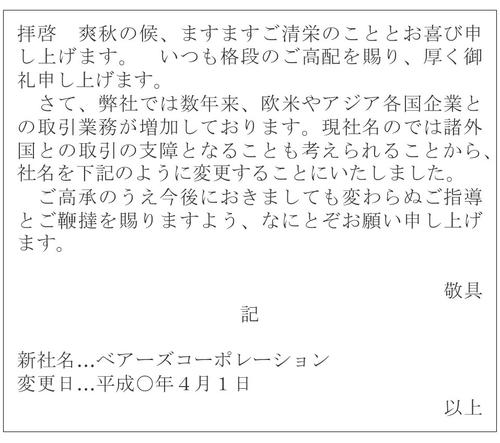 拝啓　爽秋の候、ますますご清栄のこととお喜び申
し上げます。　いつも格段のご高配を賜り、厚く御
礼申し上げます。
　さて、弊社では数年来、欧米やアジア各国企業と
の取引業務が増加しております。現社名のでは諸外
国との取引の支障となることも考えられることから、
社名を下記のように変更することにいたしました。
　ご高承のうえ今後におきましても変わらぬご指導
とご鞭撻を賜りますよう、なにとぞお願い申し上げ
ます。
敬具
記
新社名…ベアーズコーポレーション
変更日…平成〇年４月１日
以上